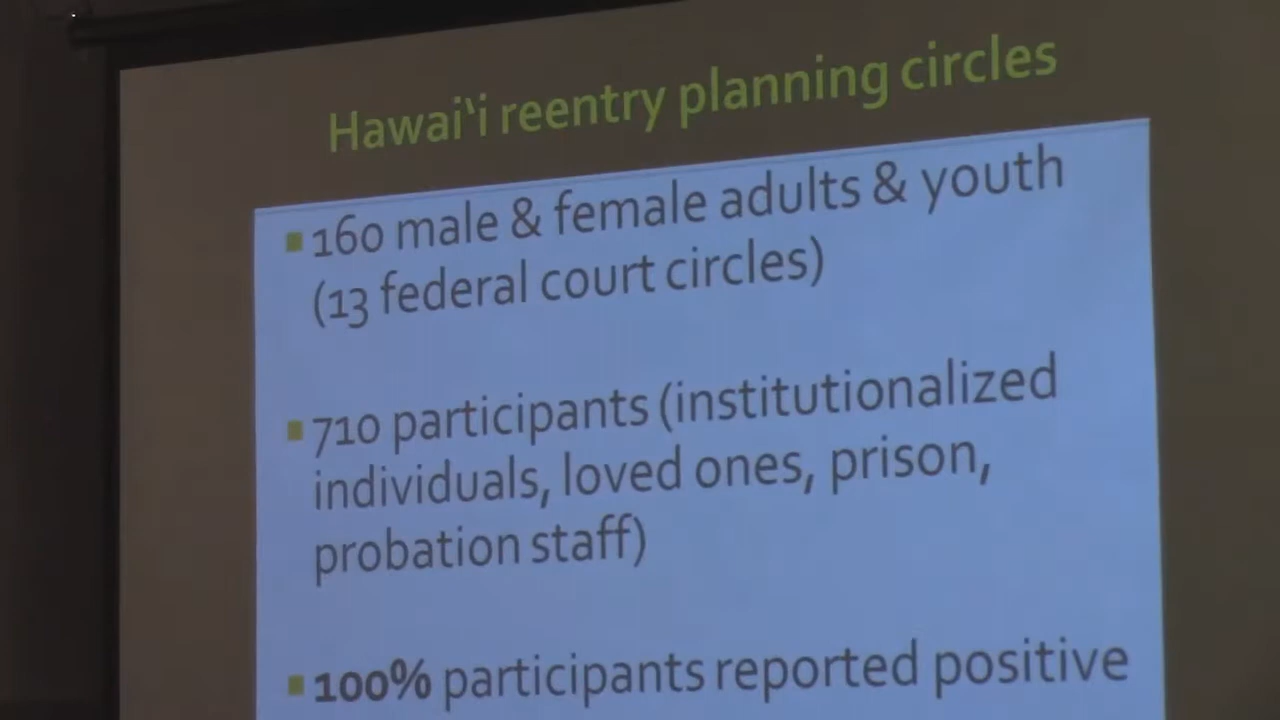 Hawai‘i reentry planning circles
▪ 160 male & female adults & youth
(13 federal court circles)
▪ 710 participants (institutionalized
individuals, loved ones, prison,
probation staff)
▪ 100% participants reported positive